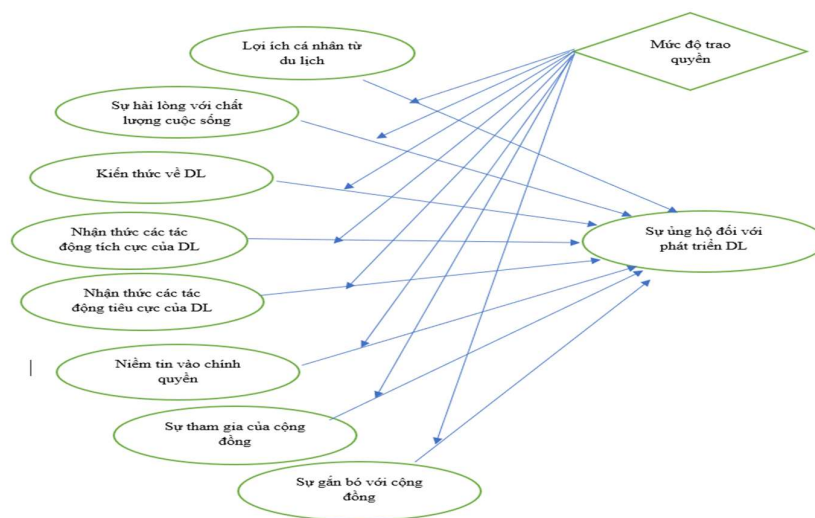 Lợi ích cá nhân từ
du lịch
Mức độ trao
quyền
Sự hài lòng với chất
lượng cuộc sống
Kiến thức về DL
Nhận thức các tác
động tích cực của DL
Sự ủng hộ đối với
phát triển DL
Nhận thức các tác
động tiêu cực của DL
Niềm tin vào chính
quyền
Sự tham gia của cộng
đồng
Sự gắn bó với cộng
đồng